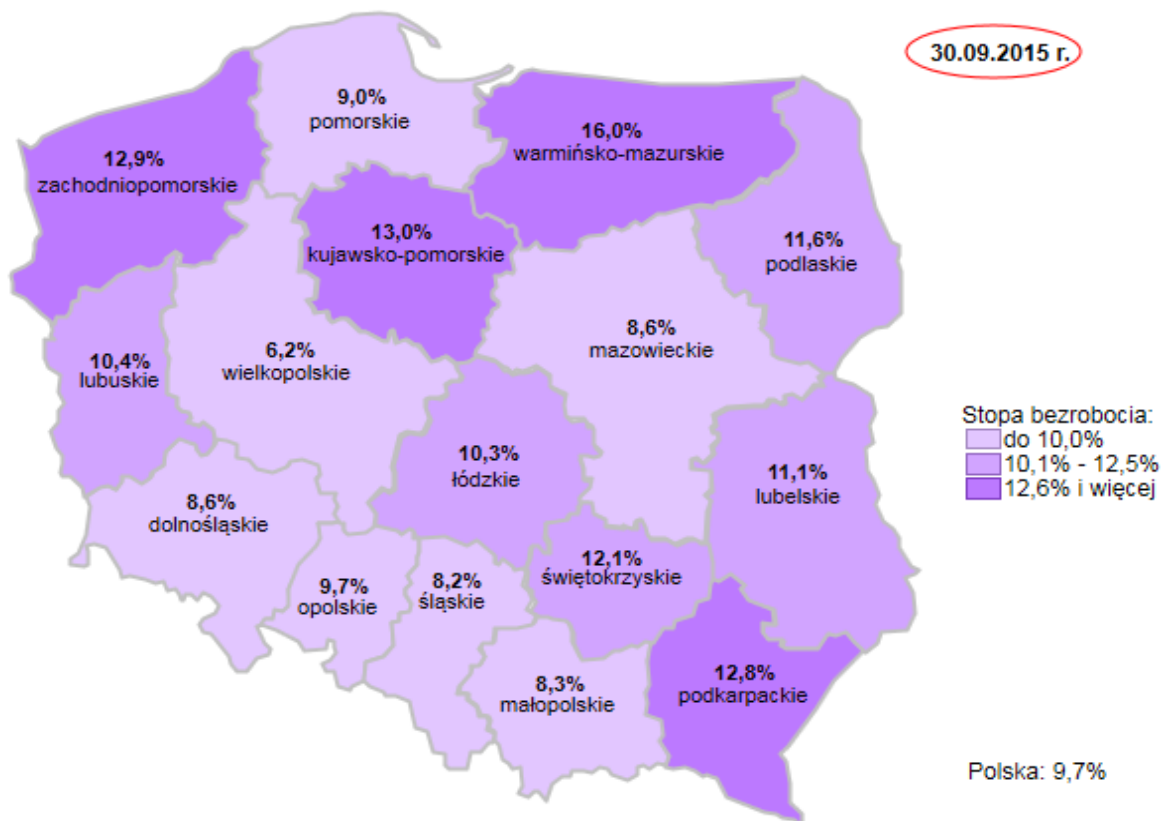 30.09.2015 r.
9,0%
pomorskie
16,0%
warmińsko-mazurskie
12,9%
zachodniopomorskie
13,0%
kujawsko-pomorskie
11,6%
podlaskie
8,6%
mazowieckie
6,2%
wielkopolskie
10,4%
lubuskie
Stopa bezrobocia:
do 10,0%
10,1% - 12,5%
12,6% i więcej
10,3%
łódzkie
11,1%
lubelskie
8,6%
dolnośląskie
12,1%
świętokrzyskie
9,7%
opolskie
8,2%
śląskie
8,3%
małopolskie
12,8%
podkarpackie
Polska: 9,7%